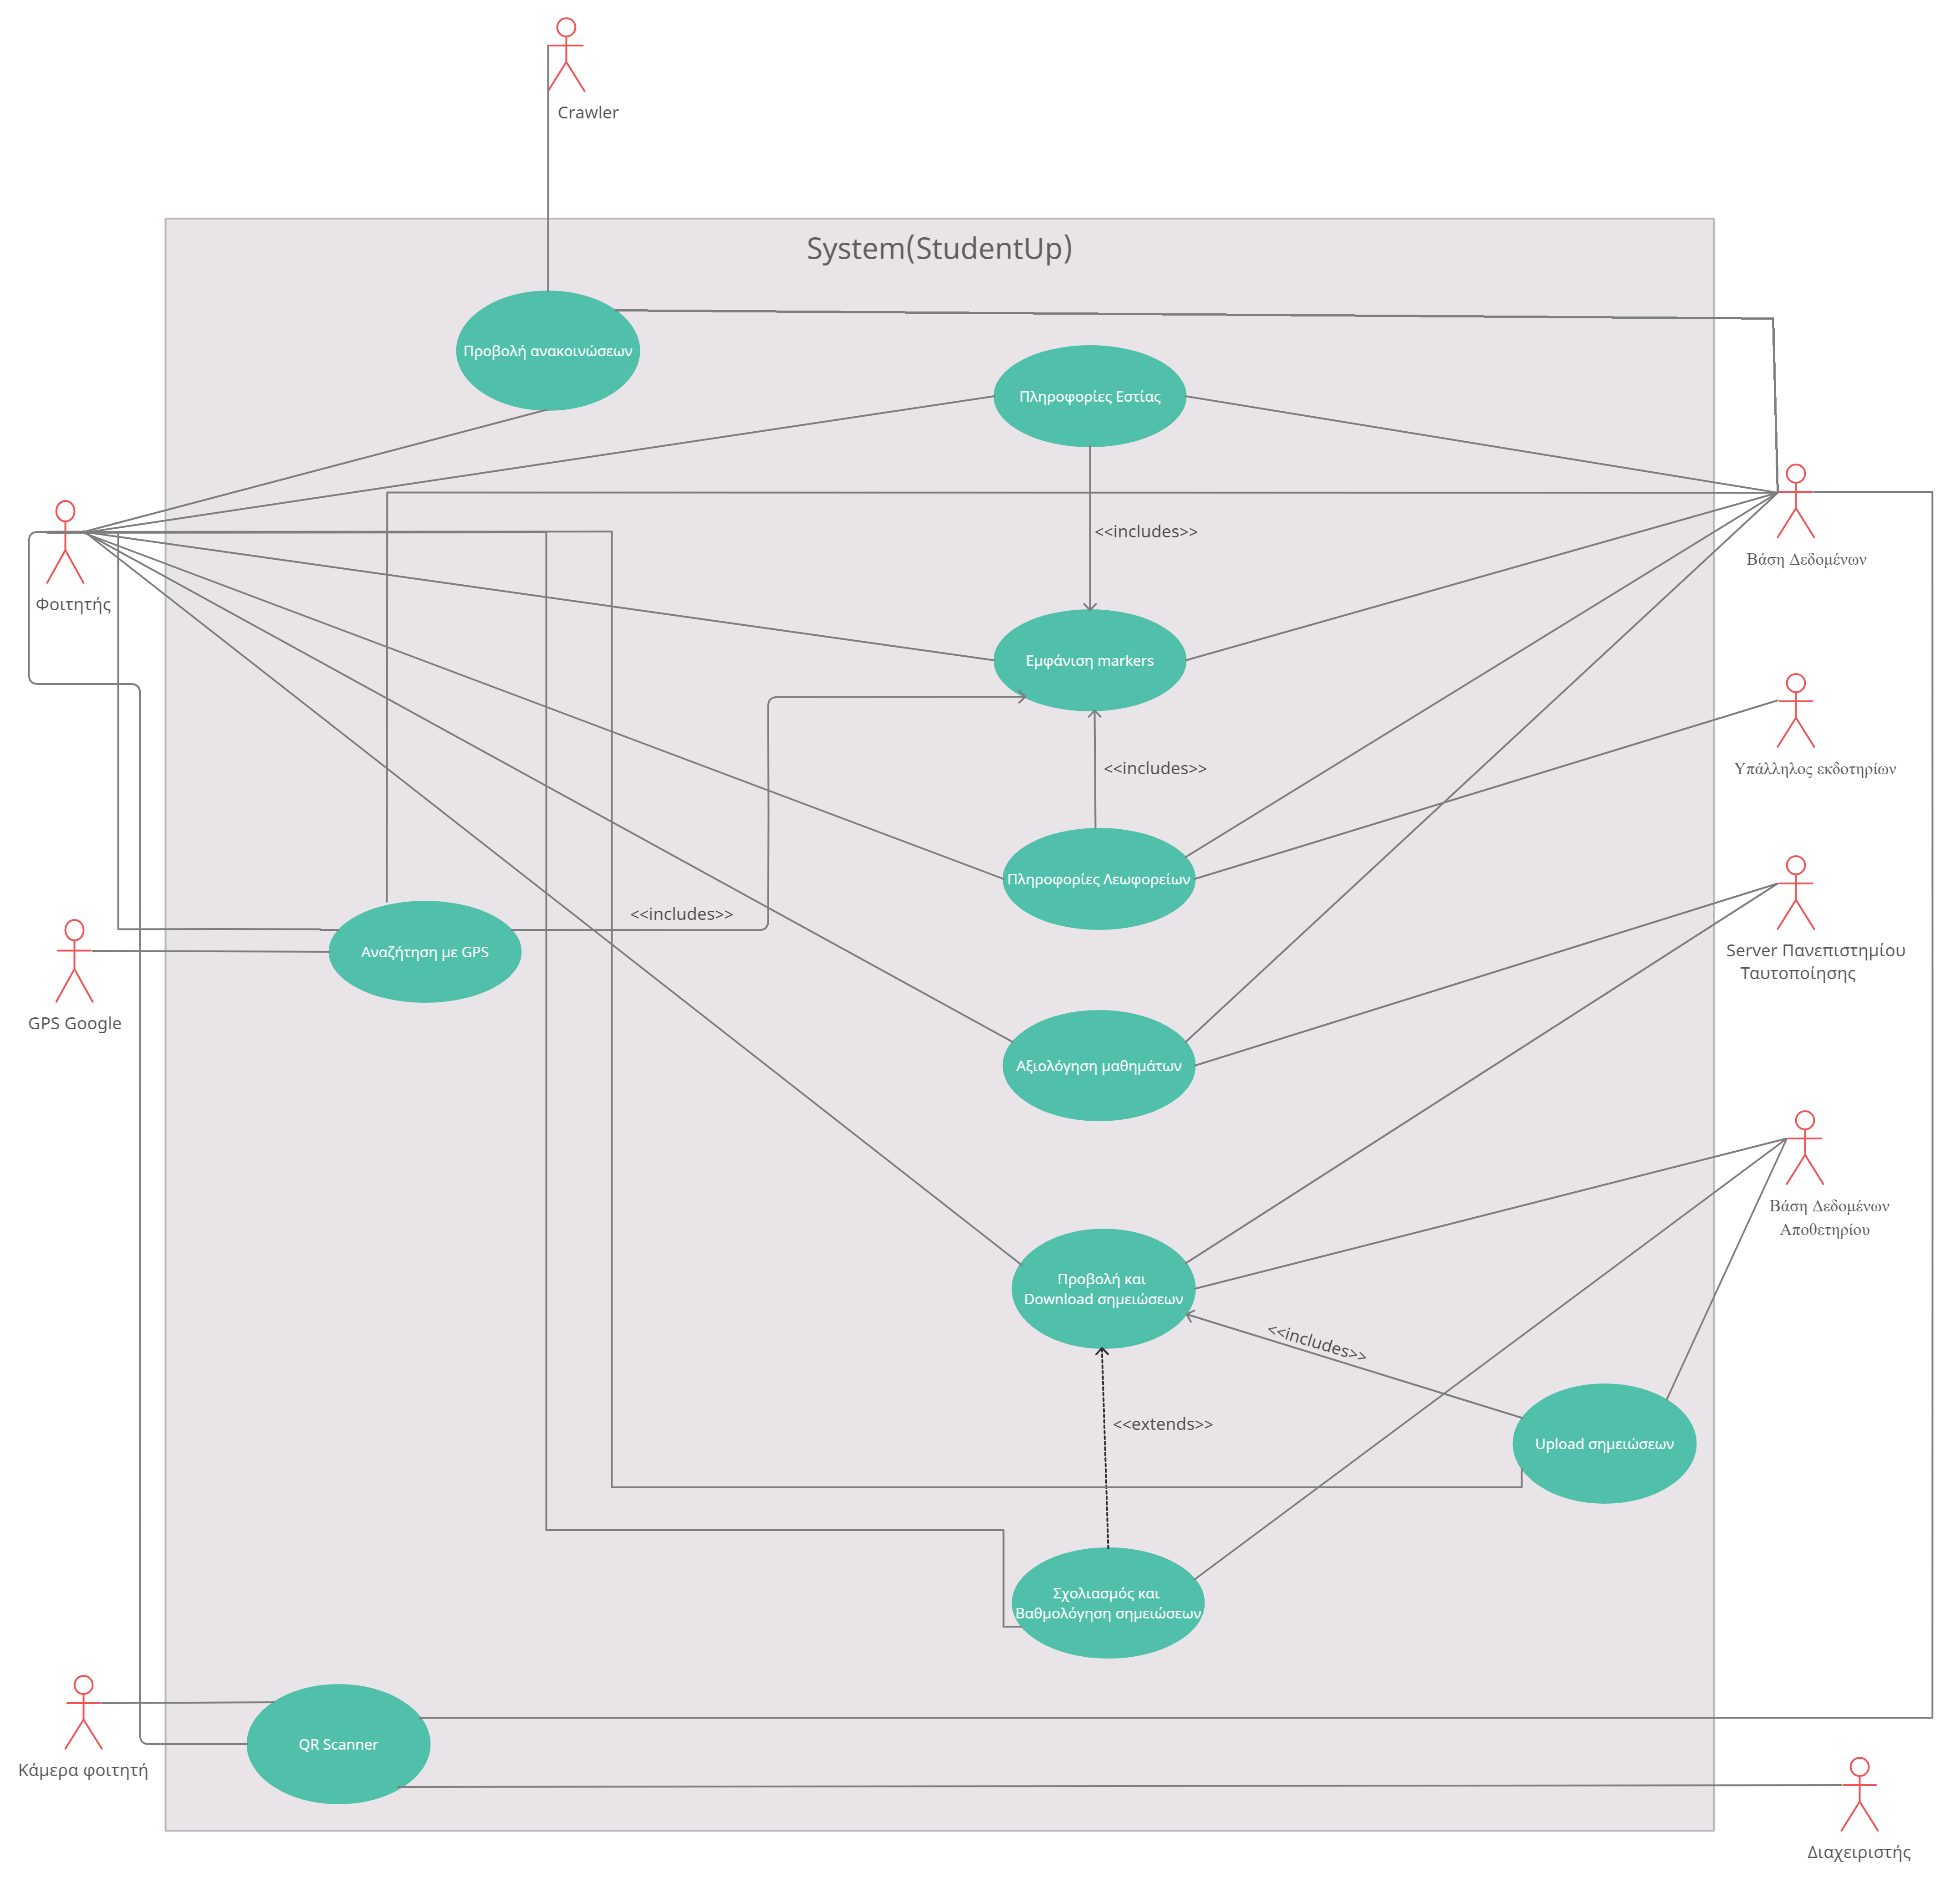 Crawler
System(StudentUp)
Προβολή ανακοινώσεων
Πληροφορίες Εστίας
<<includes>>
Βάση Δεδομένων
Φοιτητής
Εμφάνιση markers
<<includes>>
Υπάλληλος εκδοτηρίων
Πληροφορίες Λεωφορείων
<<includes>>
Αναζήτηση με GPS
Server Πανεπιστημίου
Ταυτοποίησης
GPS Google
Αξιολόγηση μαθημάτων
Βάση Δεδομένων
Αποθετηρίου
Προβολή και
Download σημειώσεων
<<includes>>
<<extends>>
Upload σημειώσεων
Σχολιασμός και
Βαθμολόγηση σημειώσεων
QR Scanner
Κάμερα φοιτητή
Διαχειριστής